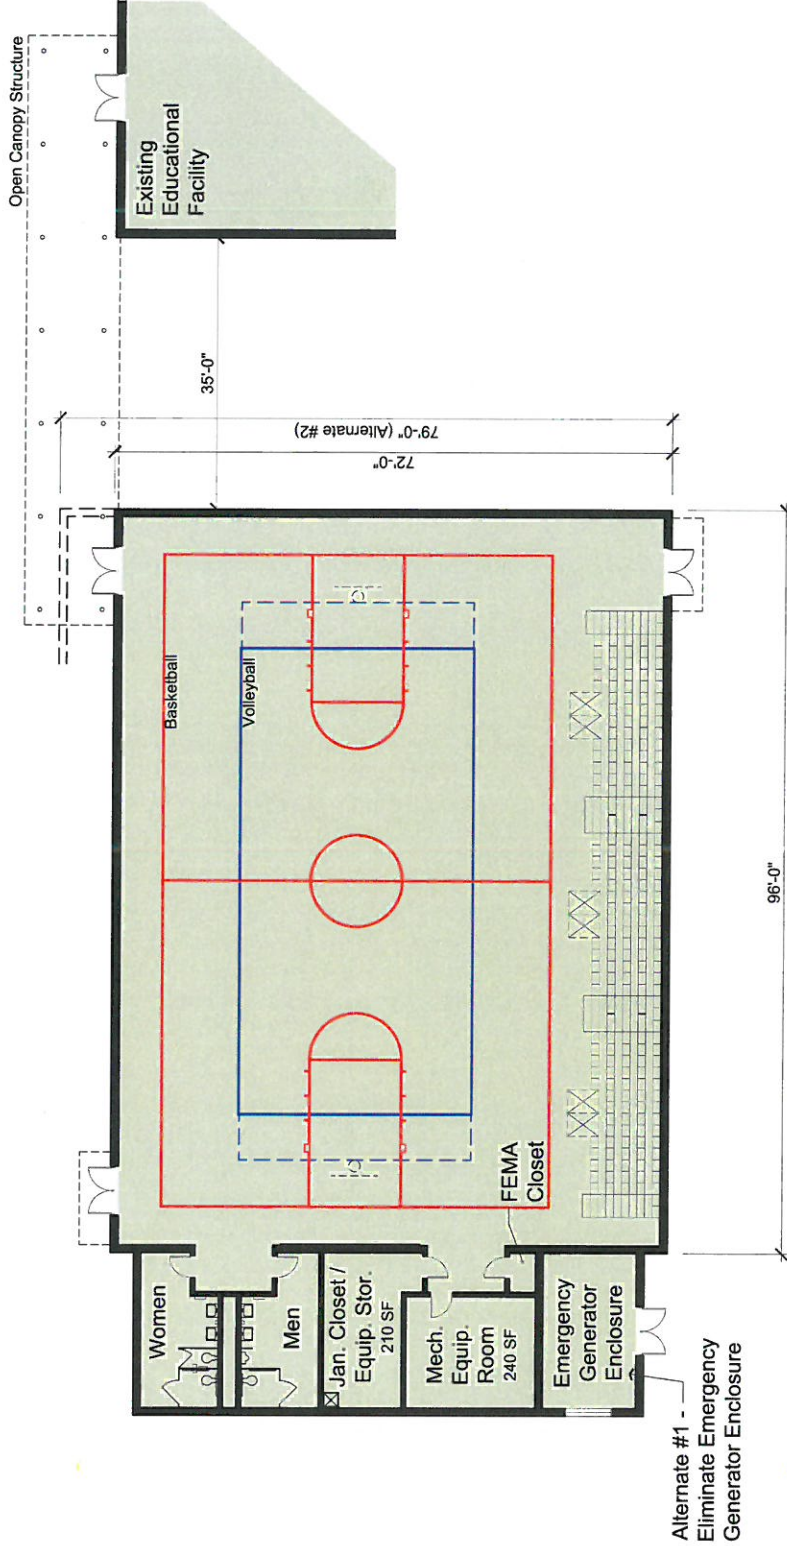 Open Canopy Structure
Existing
Educational
Facility
35'-0"
79'-0" (Alternate #2)
72'-0"
Basketball
Volleyball
96'-0"
FEMA
Closet
Women
Men
Jan. Closet /
Equip. Stor.
210 SF
Mech.
Equip.
Room
240 SF
Emergency
Generator
Enclosure
Alternate #1 -
Eliminate Emergency
Generator Enclosure